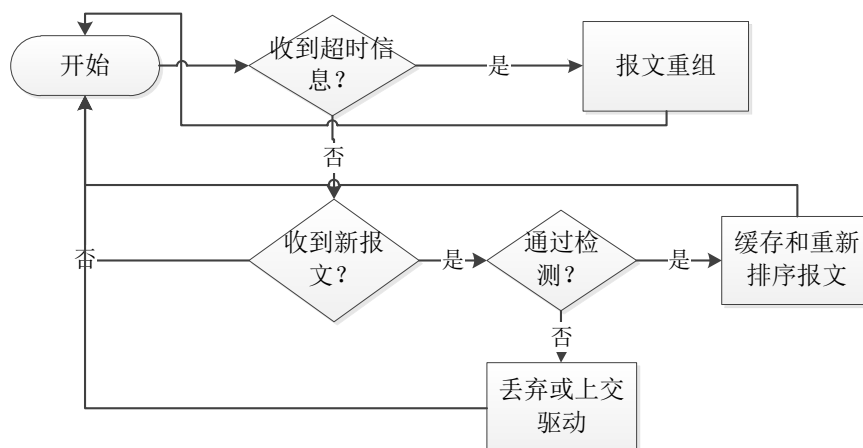 开始
收到超时信
息？
是
报文重组
否
收到新报
文？
否
是
通过检
测？
是
缓存和重新
排序报文
否
丢弃或上交
驱动